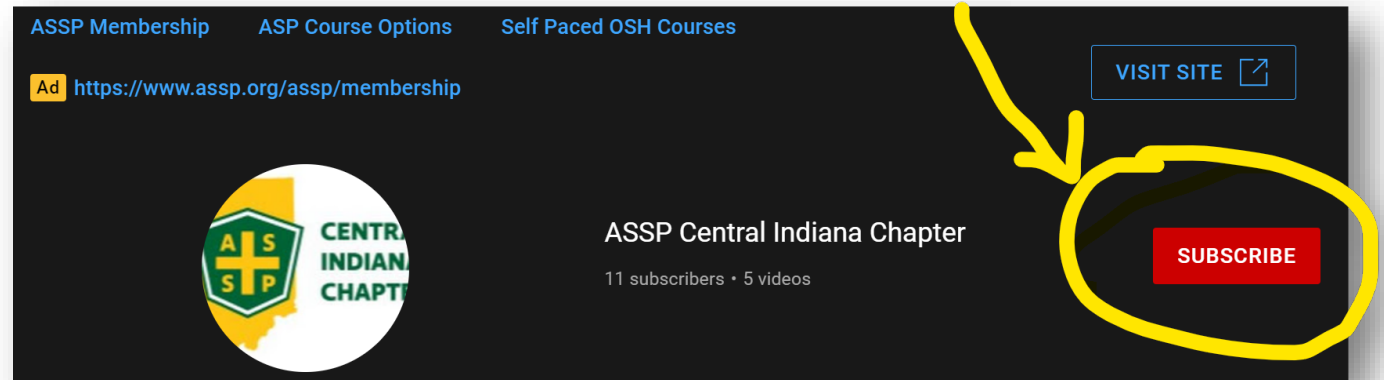 ASSP Membership ASP Course Options Self Paced OSH Courses
Ad https://www.assp.org/assp/membership
VISIT SITE
A S S P
CENTR
INDIAN
CHAPT
ASSP Central Indiana Chapter
11 subscribers • 5 videos
SUBSCRIBE